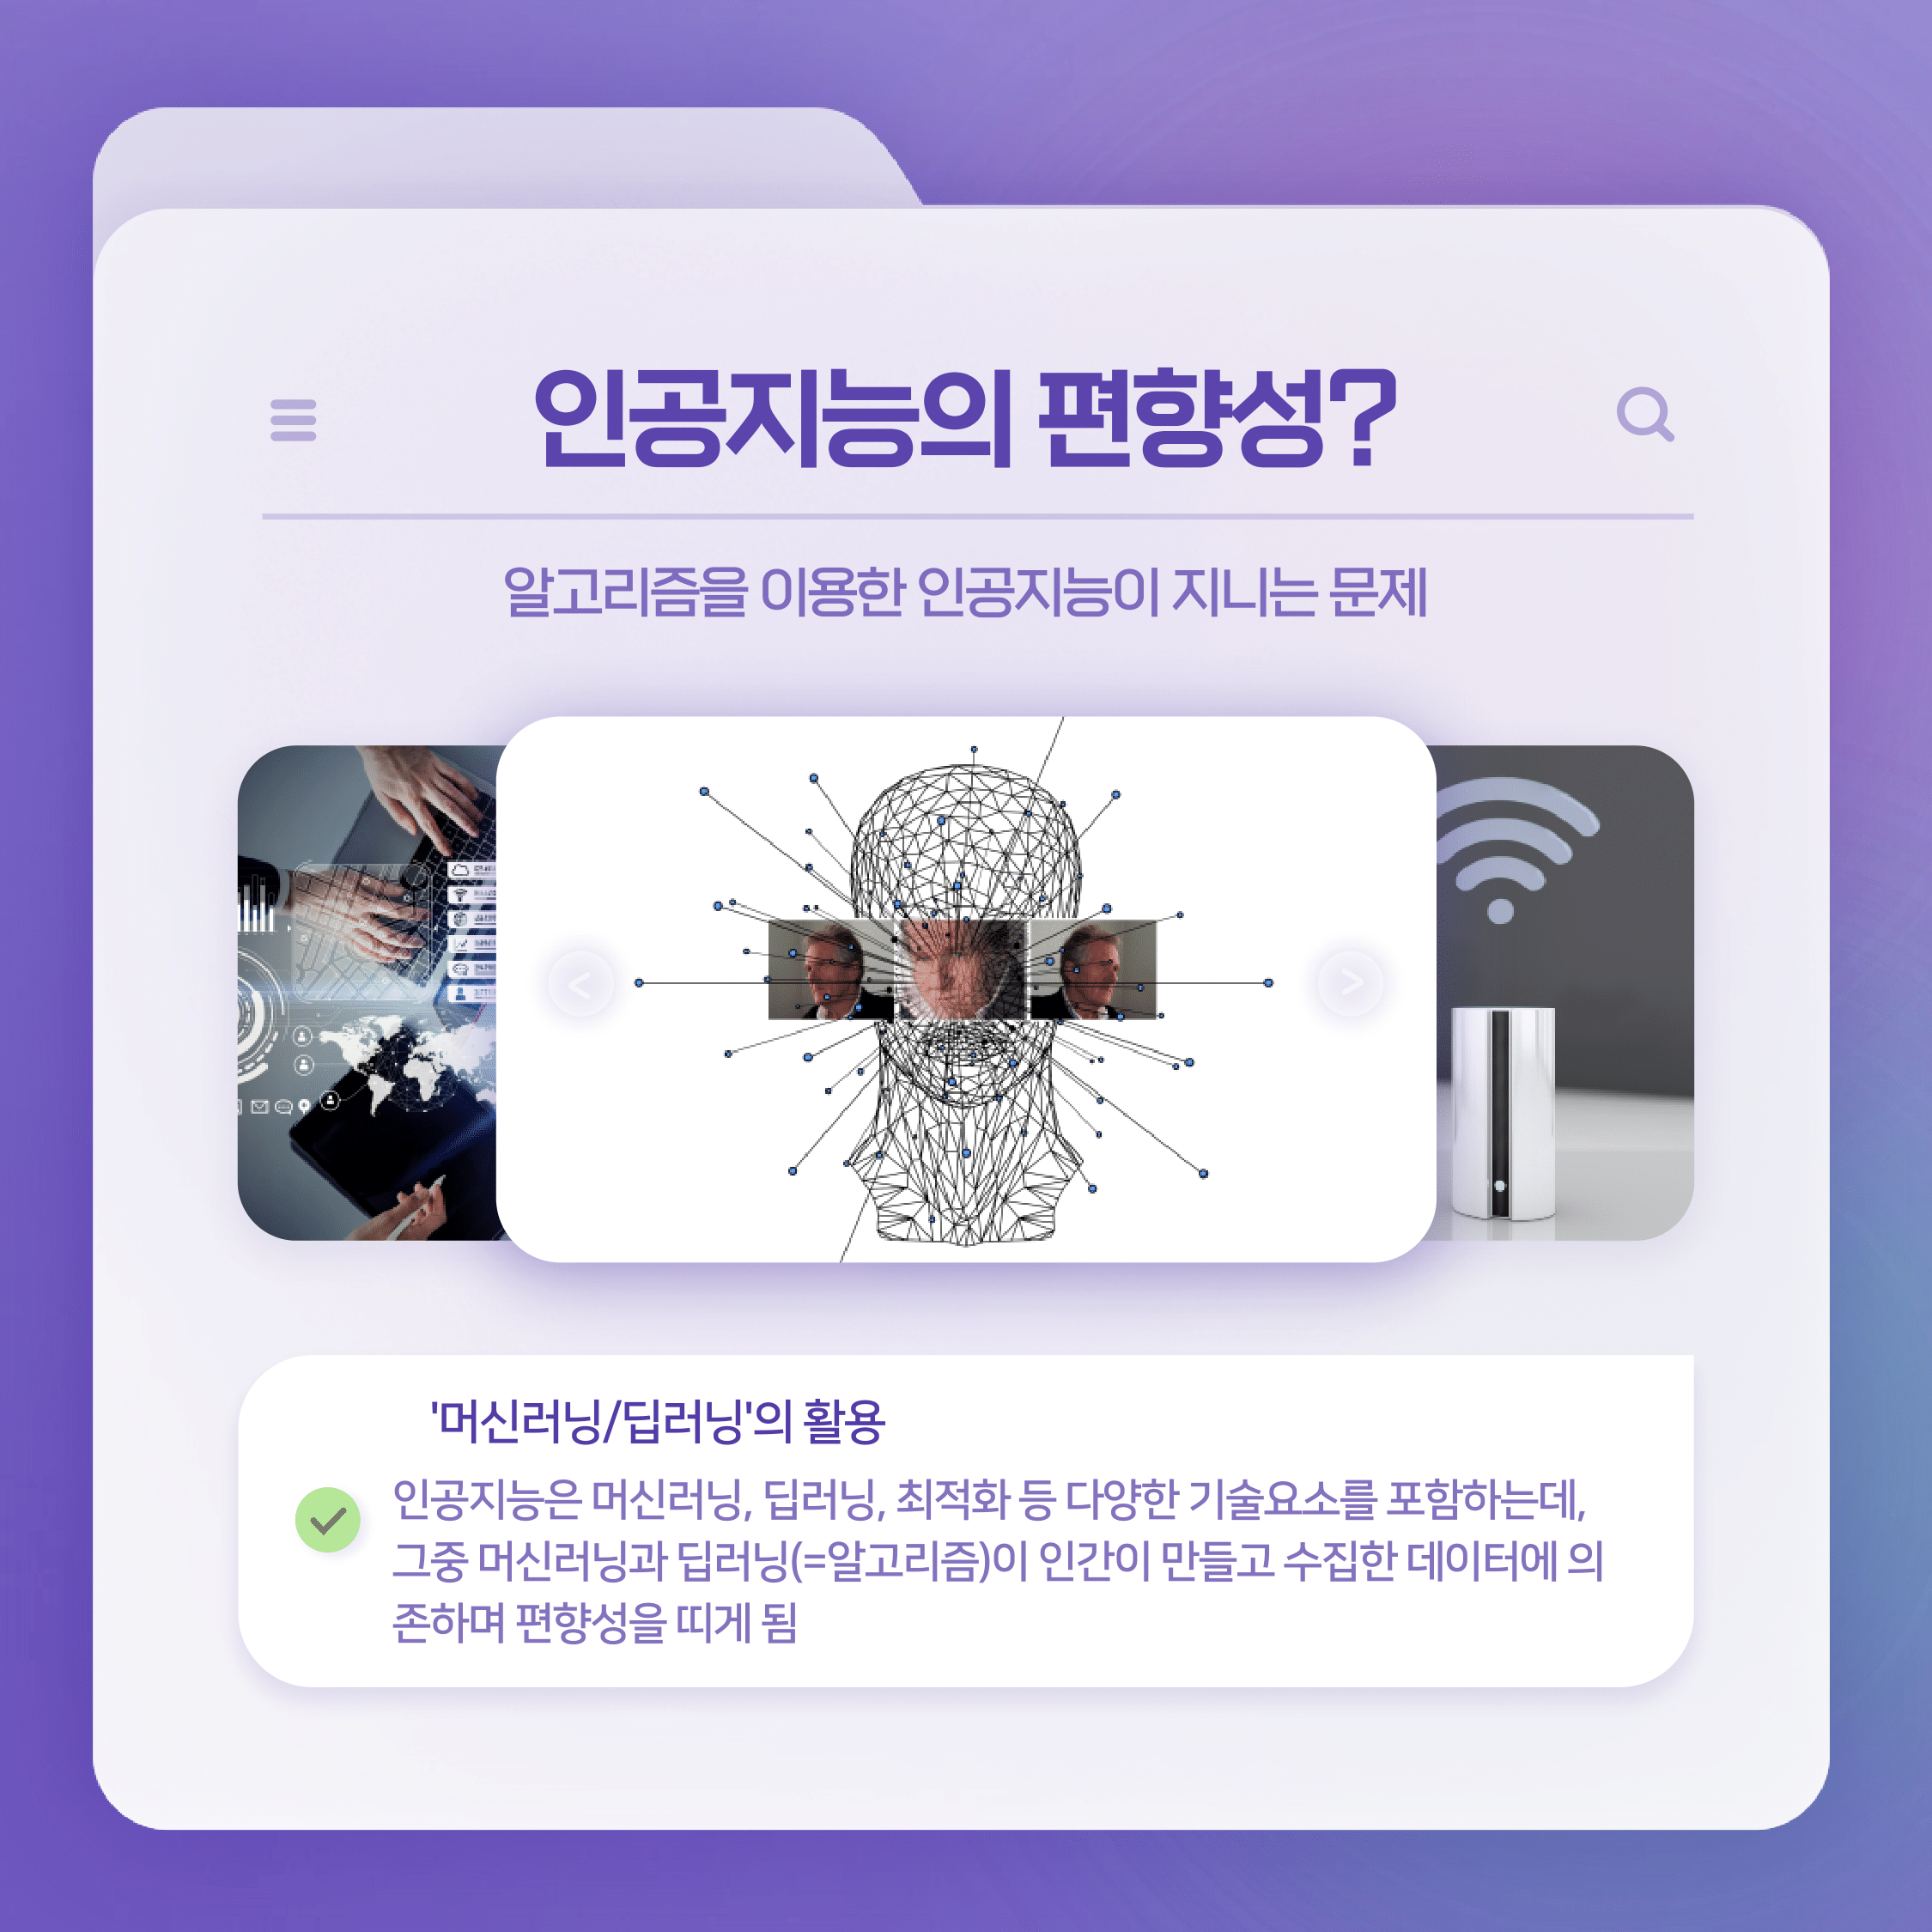 인공지능의 편향성?
알고리즘을 이용한 인공지능이 지나는 문제
<
>
'머신러닝/딥러닝'의 활용
인공지능은 머신러닝, 딥러닝, 최적화 등 다양한 기술요소를 포함하는데,
그중 머신러닝과 딥러닝(=알고리즘)이 인간이 만들고 수집한 데이터에 의
존하며 편향성을 띠게 됨